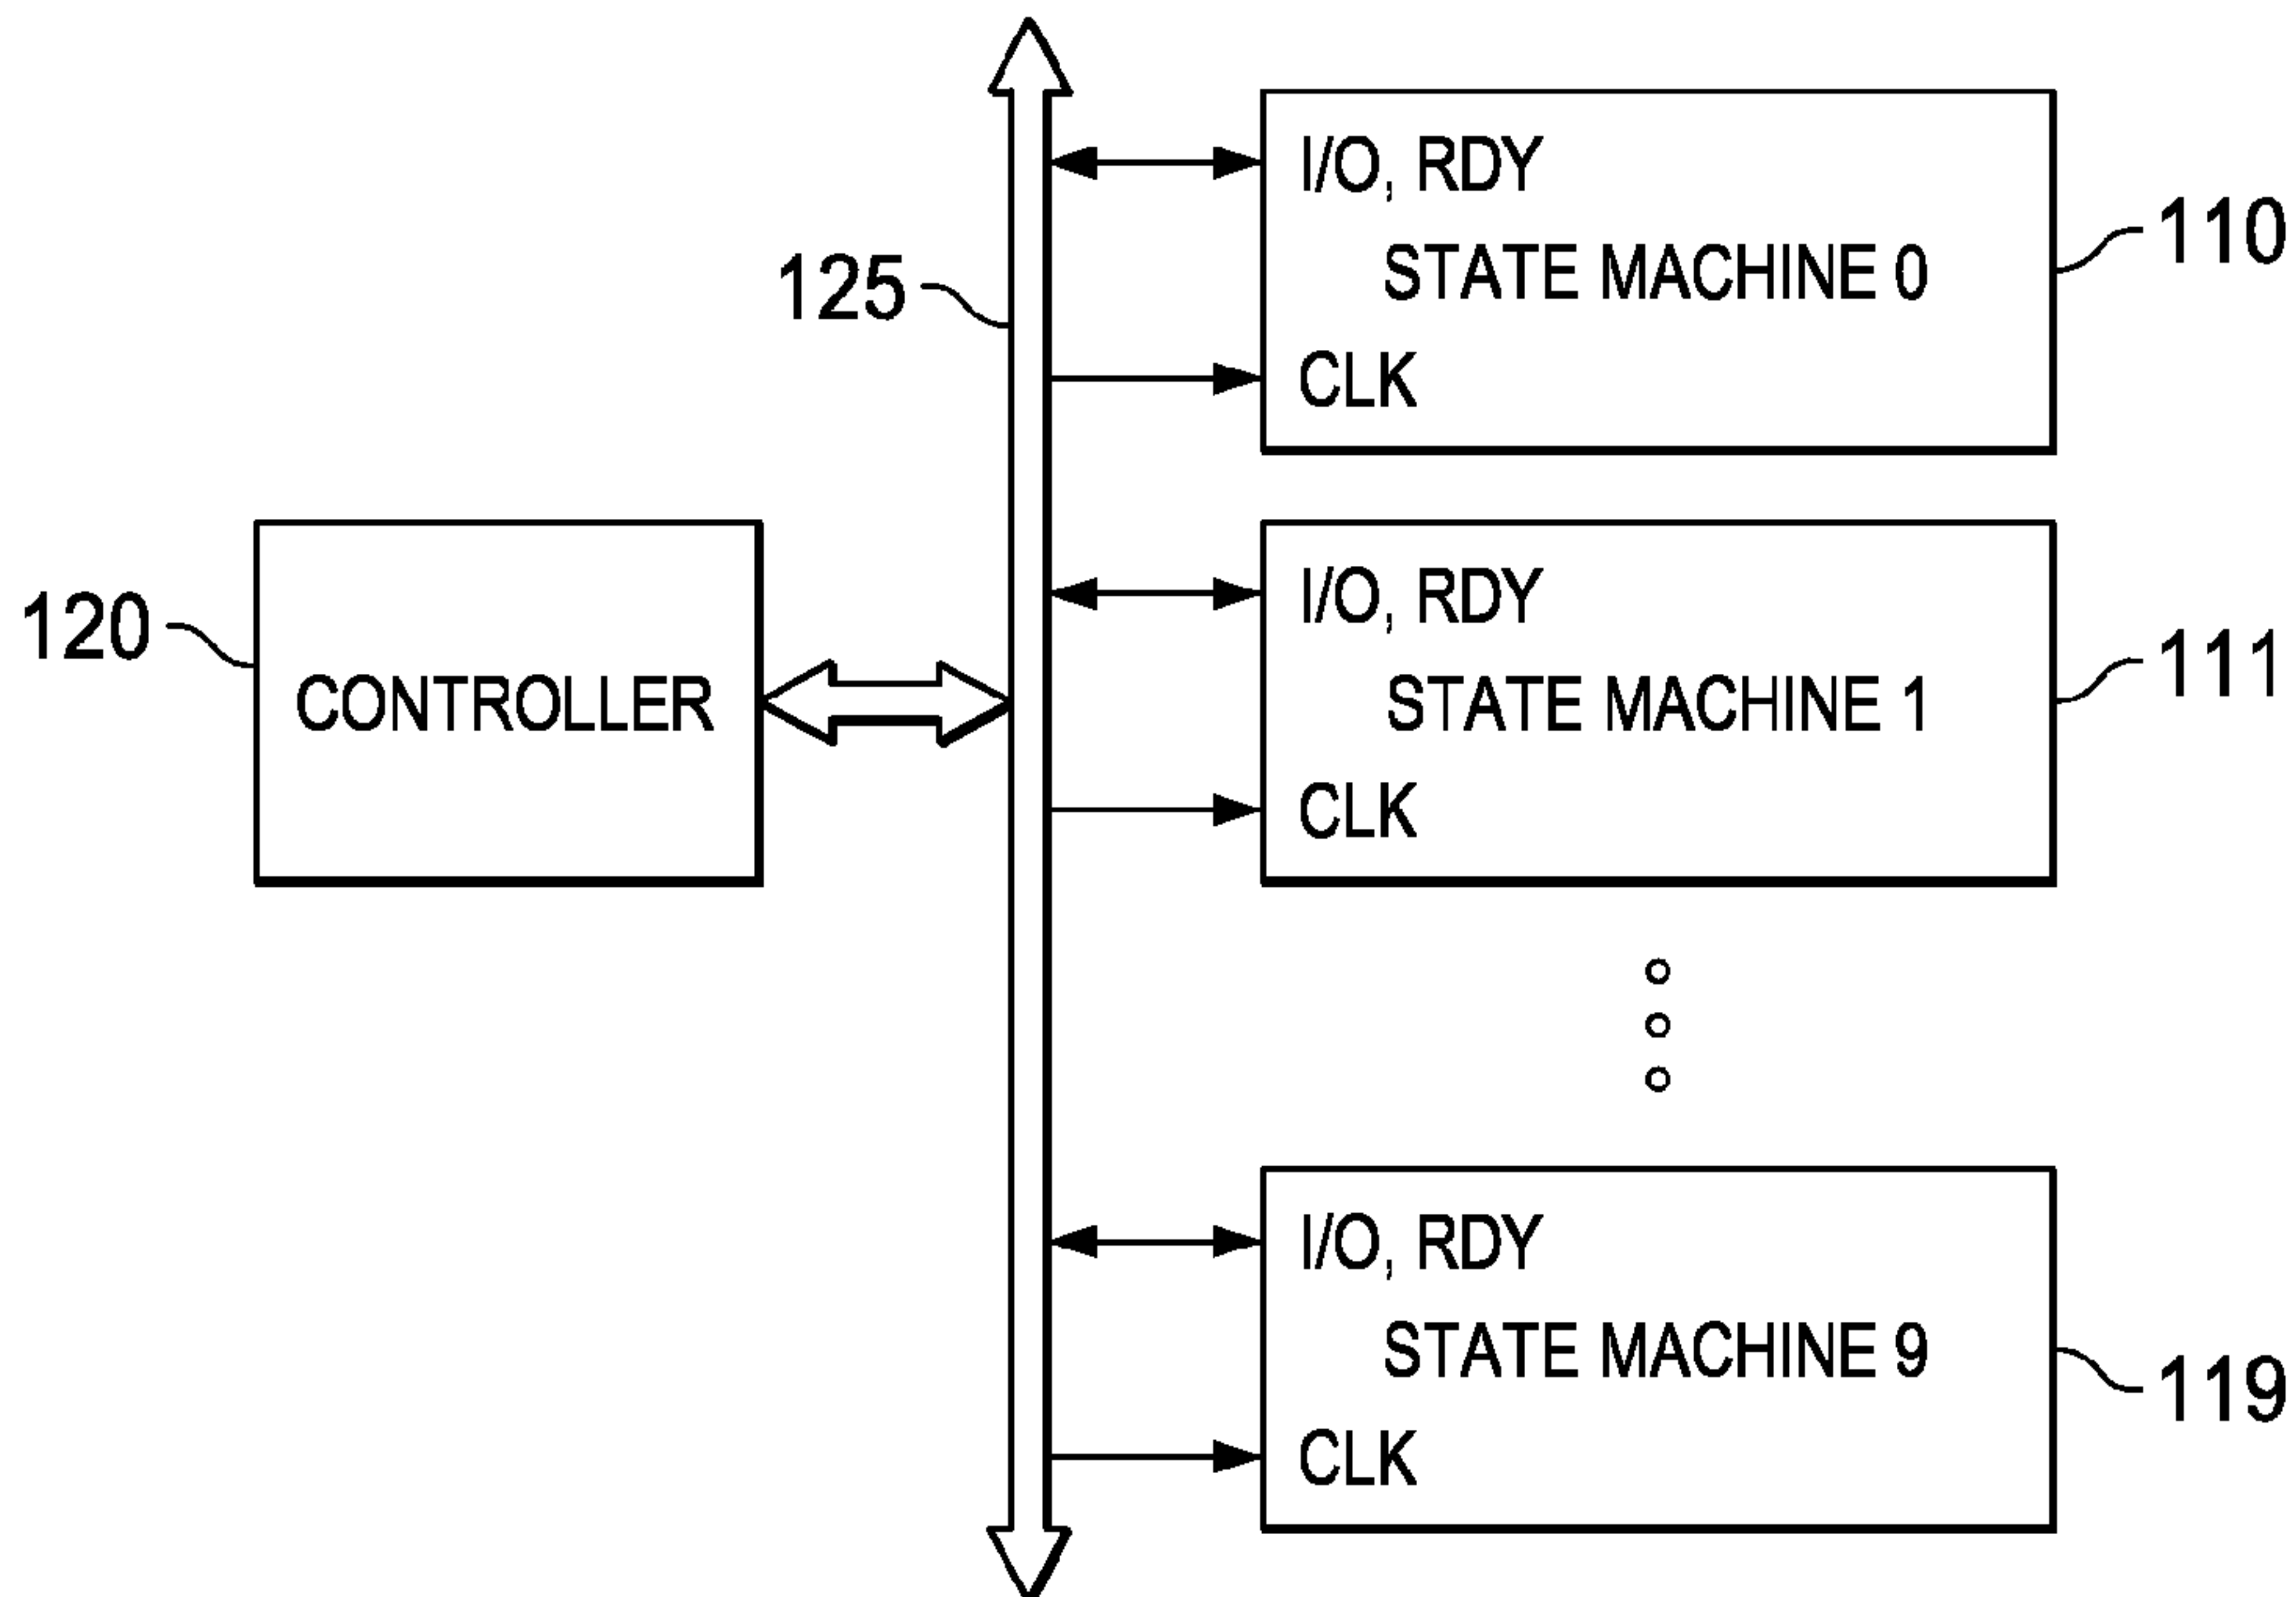 I/O, RDY
STATE MACHINE 0
CLK
110
125
I/O, RDY
STATE MACHINE 1
CLK
111
120
CONTROLLER
I/O, RDY
STATE MACHINE 9
CLK
119